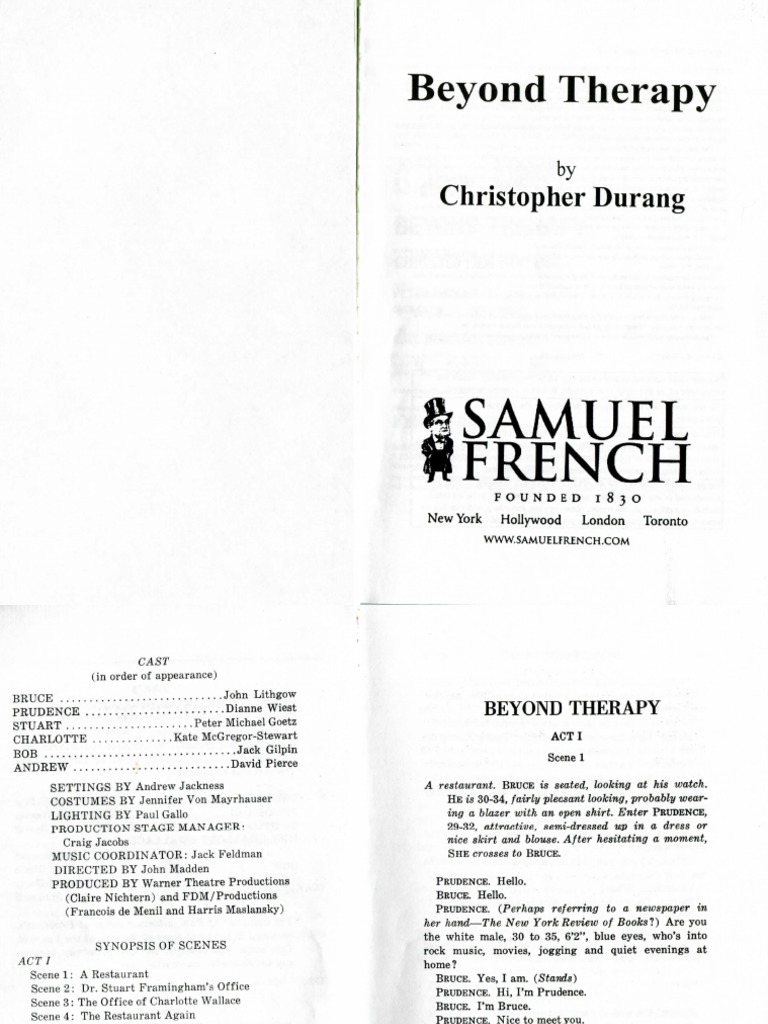 Beyond Therapy
by
Christopher Durang
SAMUEL
FRENCH
FOUNDED 1830
New York Hollywood London Toronto
WWW.SAMUELFRENCH.COM
CAST
(in order of appearance)
BRUCE ............................John Lithgow
PRUDENCE ........................Dianne Wiest
STUART ......................Peter Michael Goetz
CHARLOTTE ..............Kate McGregor-Stewart
BOB .................................Jack Gilpin
ANDREW ...........................David Pierce
SETTINGS BY Andrew Jackness
COSTUMES BY Jennifer Von Mayrhauser
LIGHTING BY Paul Gallo
PRODUCTION STAGE MANAGER:
Craig Jacobs
MUSIC COORDINATOR: Jack Feldman
DIRECTED BY John Madden
PRODUCED BY Warner Theatre Productions
(Claire Nichtern) and FDM/Productions
(Francois de Menil and Harris Maslansky)
SYNOPSIS OF SCENES
ACT I
Scene 1: A Restaurant
Scene 2: Dr. Stuart Framingham's Office
Scene 3: The Office of Charlotte Wallace
Scene 4: The Restaurant Again
BEYOND THERAPY
ACT I
Scene 1
A restaurant. BRUCE is seated, looking at his watch.
HE is 30-34, fairly pleasant looking, probably wear-
ing a blazer with an open shirt. Enter PRUDENCE,
29-32, attractive, semi-dressed up in a dress or
nice skirt and blouse. After hesitating a moment,
SHE crosses to BRUCE.
PRUDENCE. Hello.
BRUCE. Hello.
PRUDENCE. (Perhaps referring to a newspaper in
her hand—The New York Review of Books?) Are you
the white male, 30 to 35, 6'2", blue eyes, who's into
rock music, movies, jogging and quiet evenings at
home?
BRUCE. Yes, I am. (Stands)
PRUDENCE. Hi, I'm Prudence.
BRUCE. I'm Bruce.
PRUDENCE. Nice to meet you.